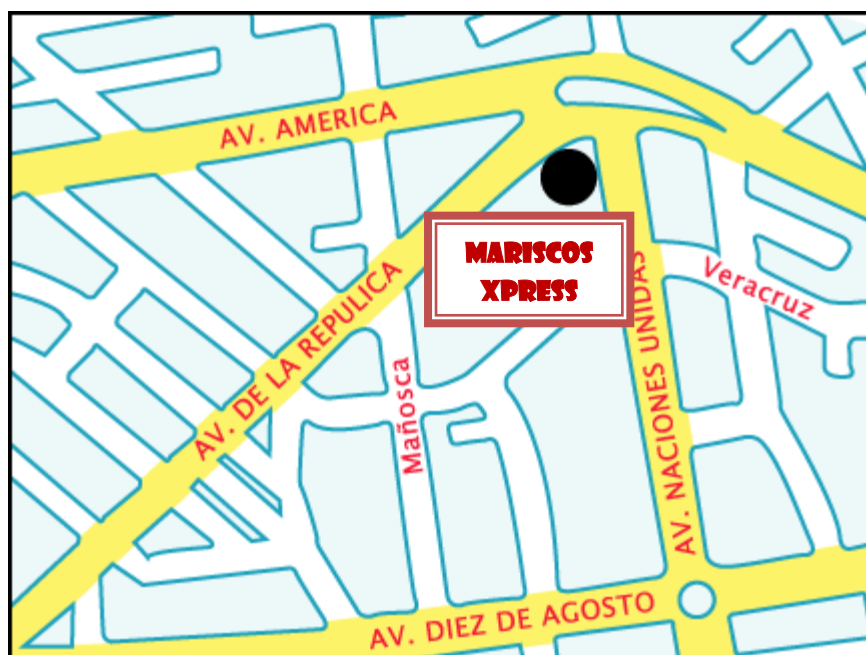 AV. AMERICA
MARISCOS
XPRESS
Veracruz
AV. DE LA REPULICA
Mañosca
AV. NACIONES UNIDAS
AV. DIEZ DE AGOSTO